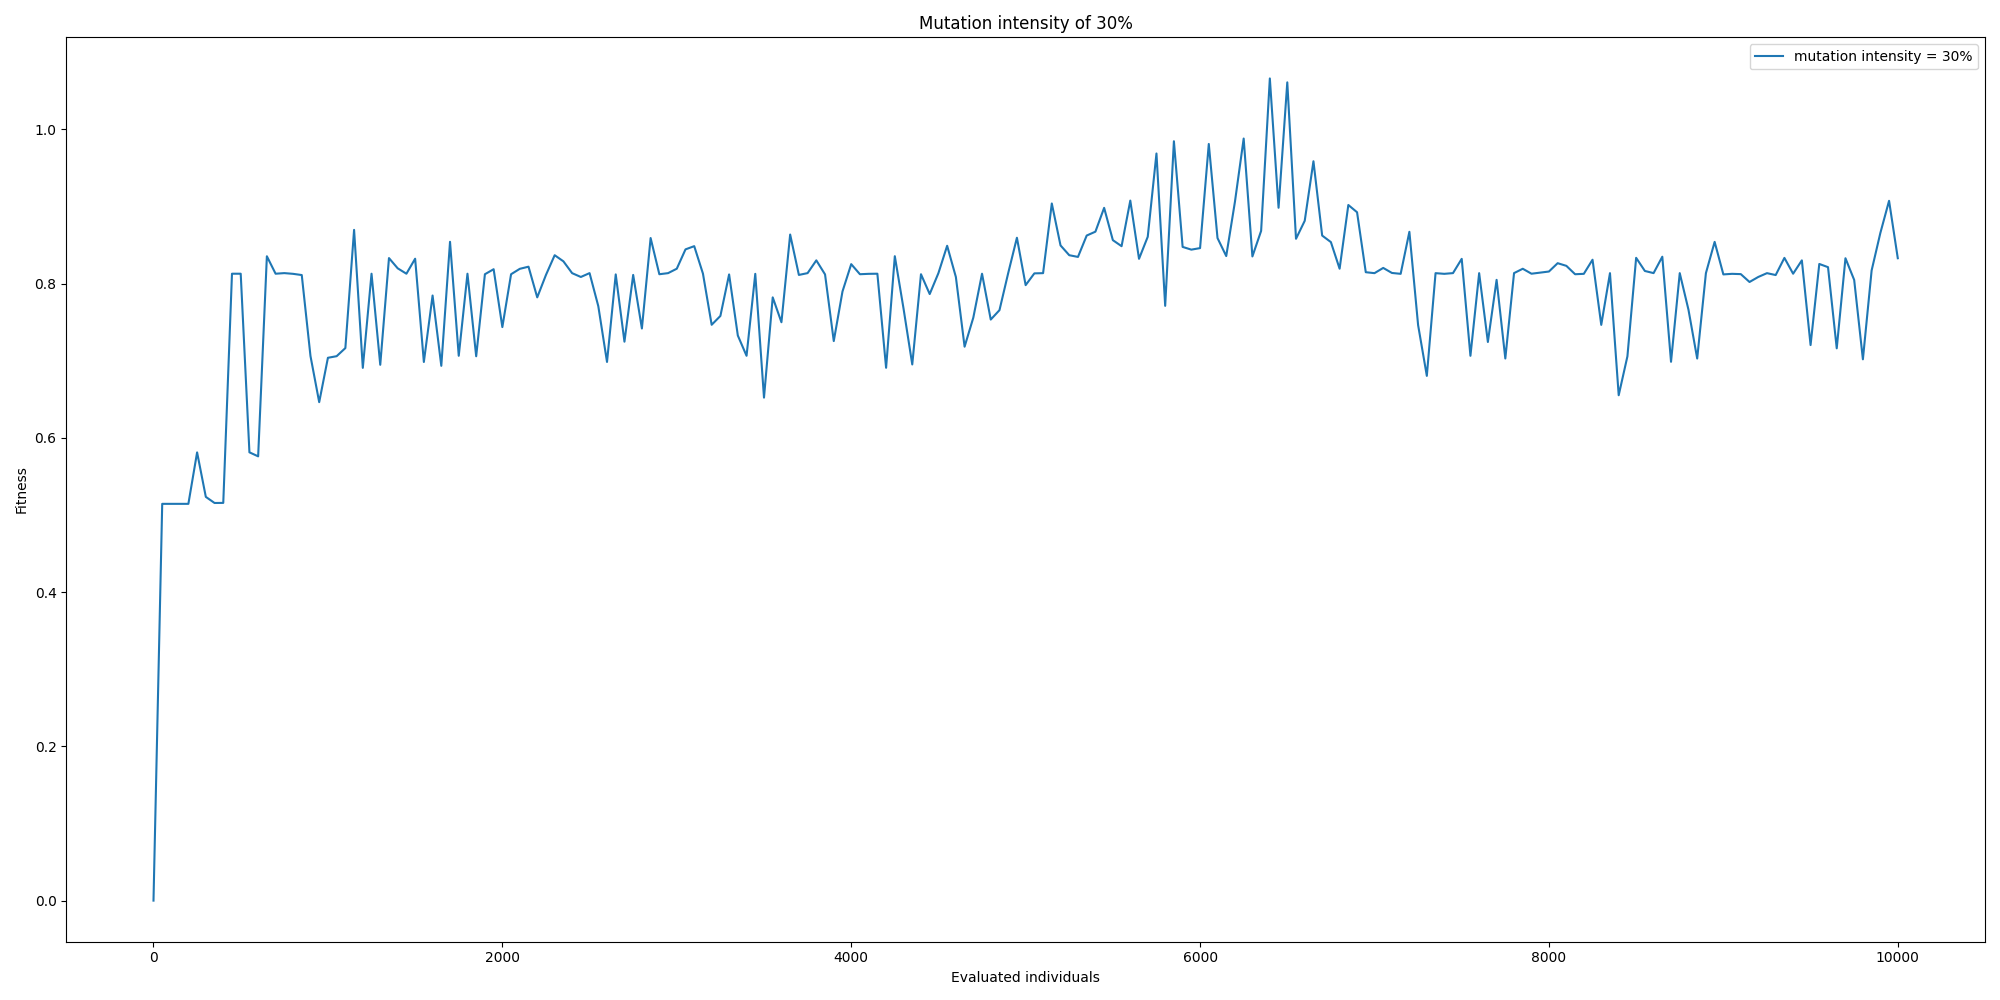 Mutation intensity of 30%
mutation intensity = 30%
1.0
0.8
0.6
0.4
0.2
0.0
Fitness
0 2000 4000 6000 8000 10000
Evaluated individuals